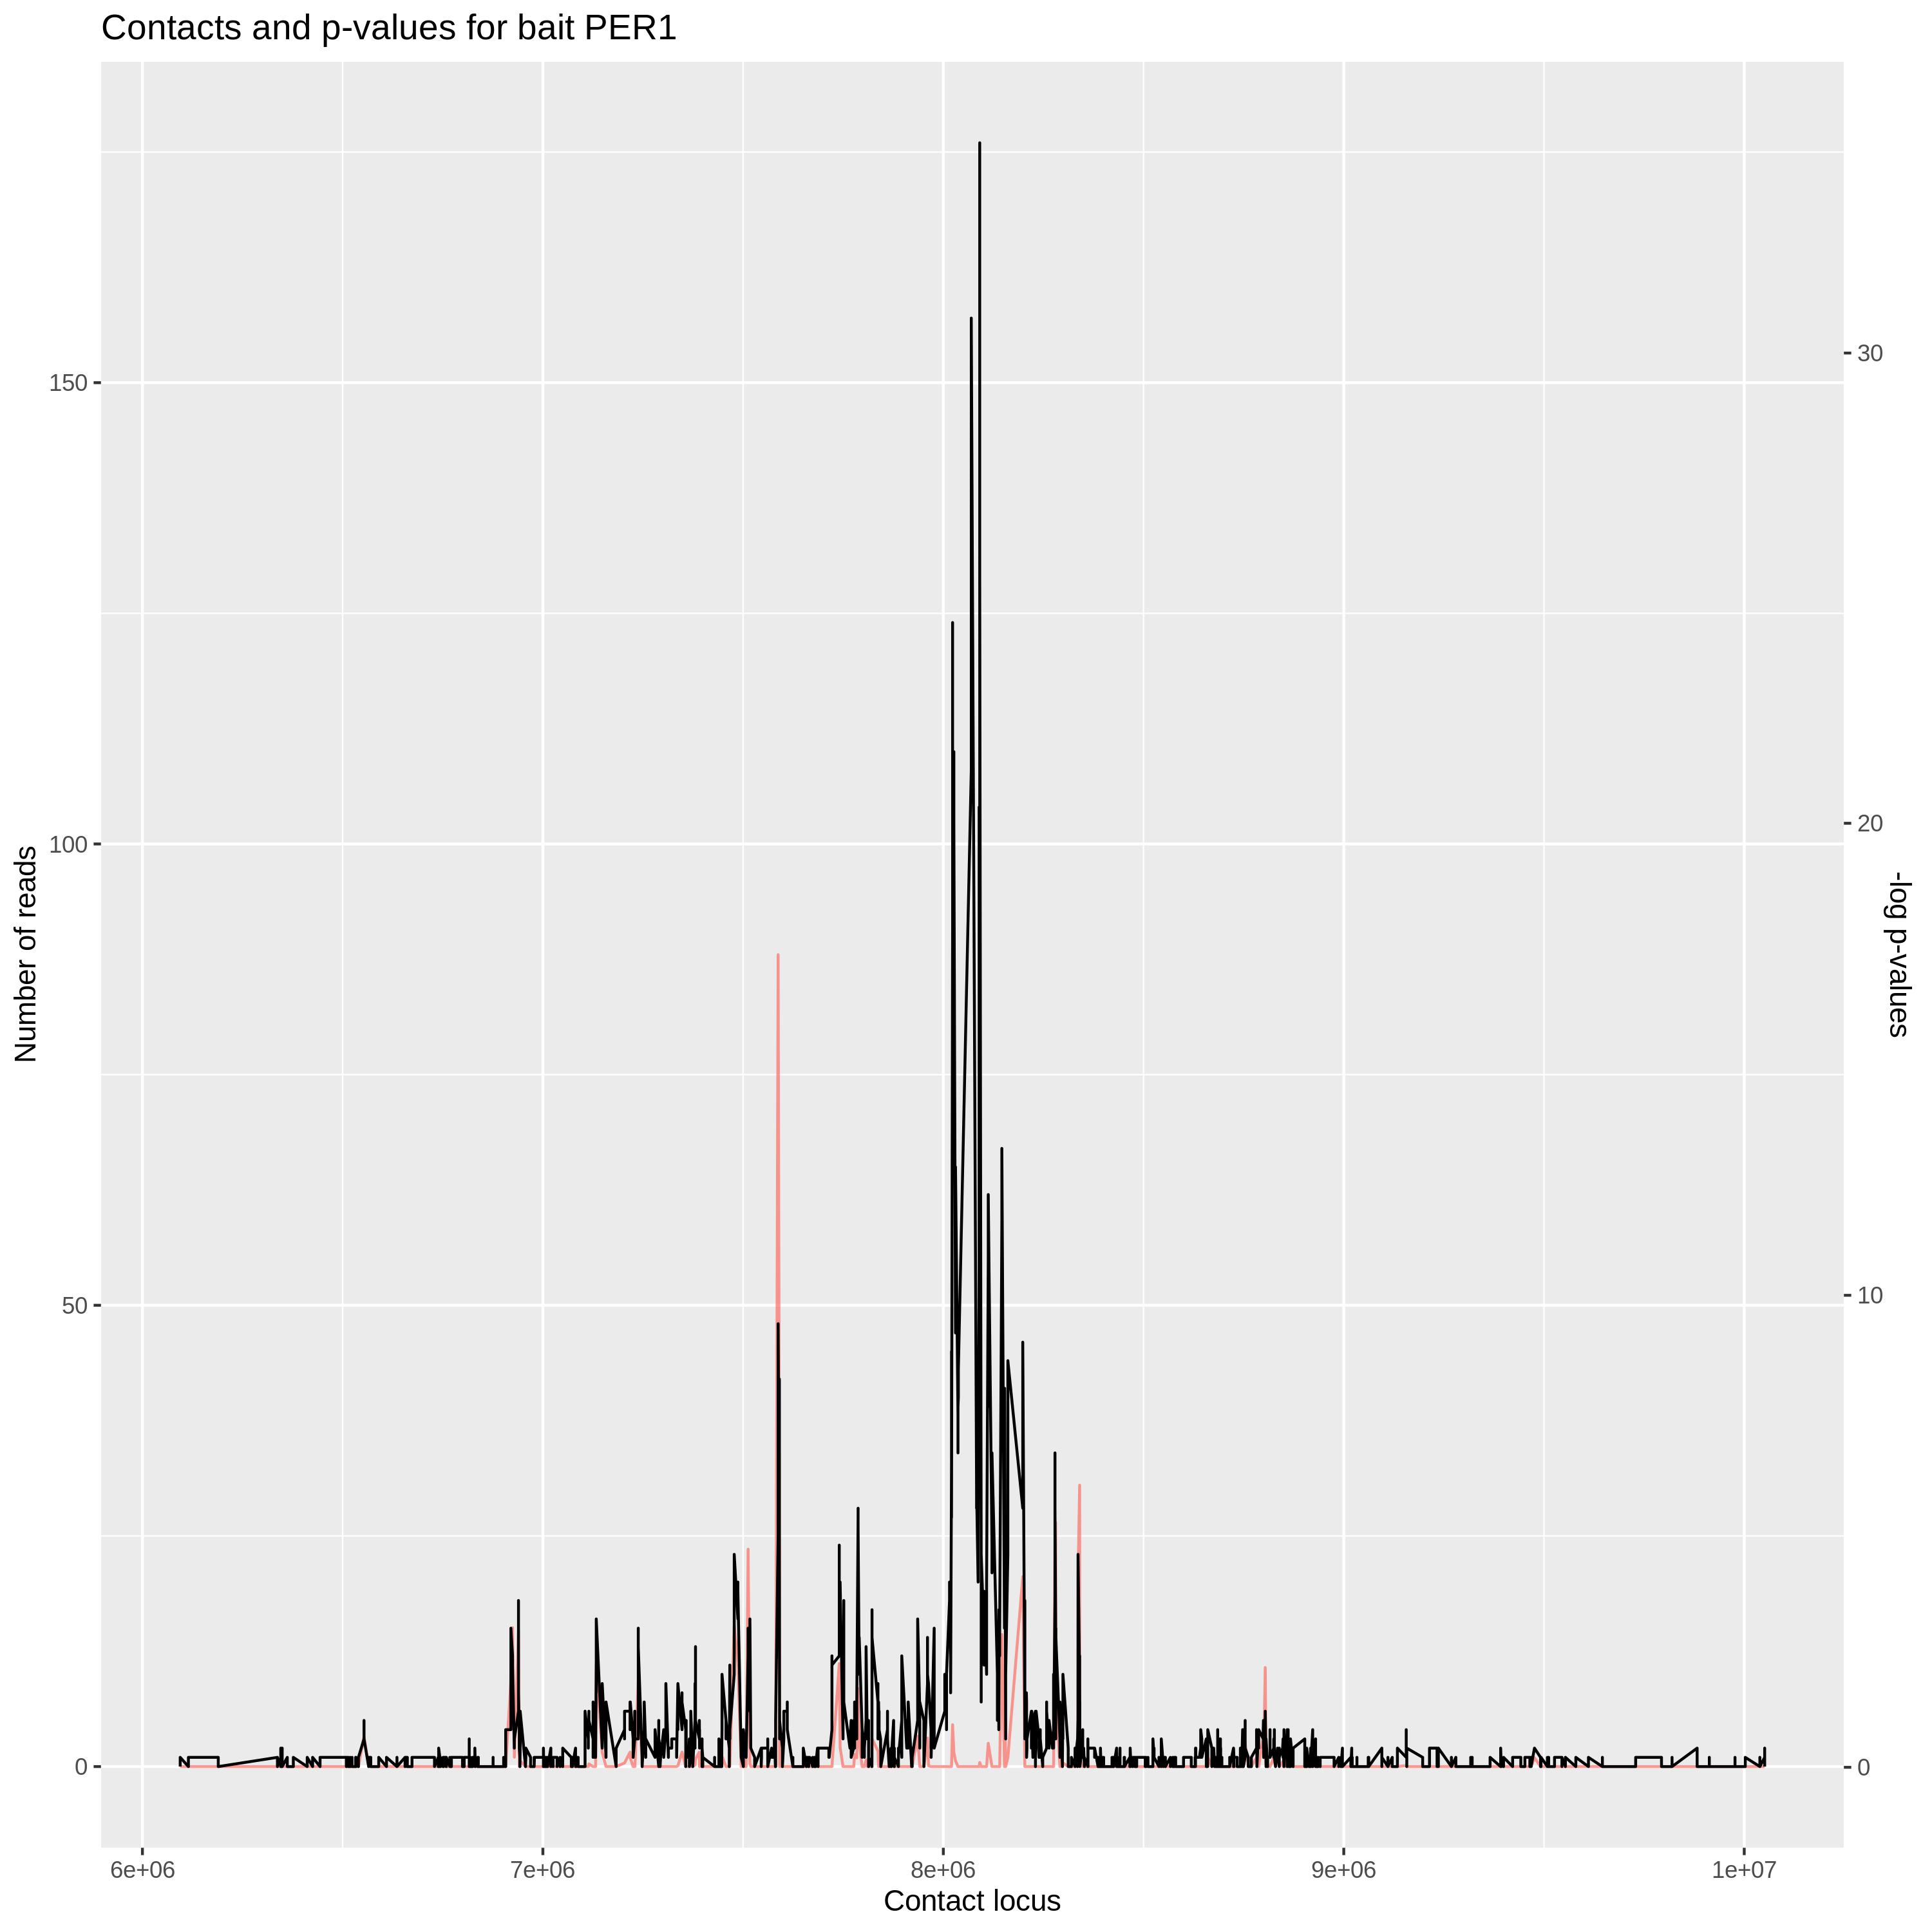 Contacts and p-values for bait PER1
Number of reads
150
100
50
0
30
20
10
0
-log p-values
6e+06
7e+06
8e+06
9e+06
1e+07
Contact locus